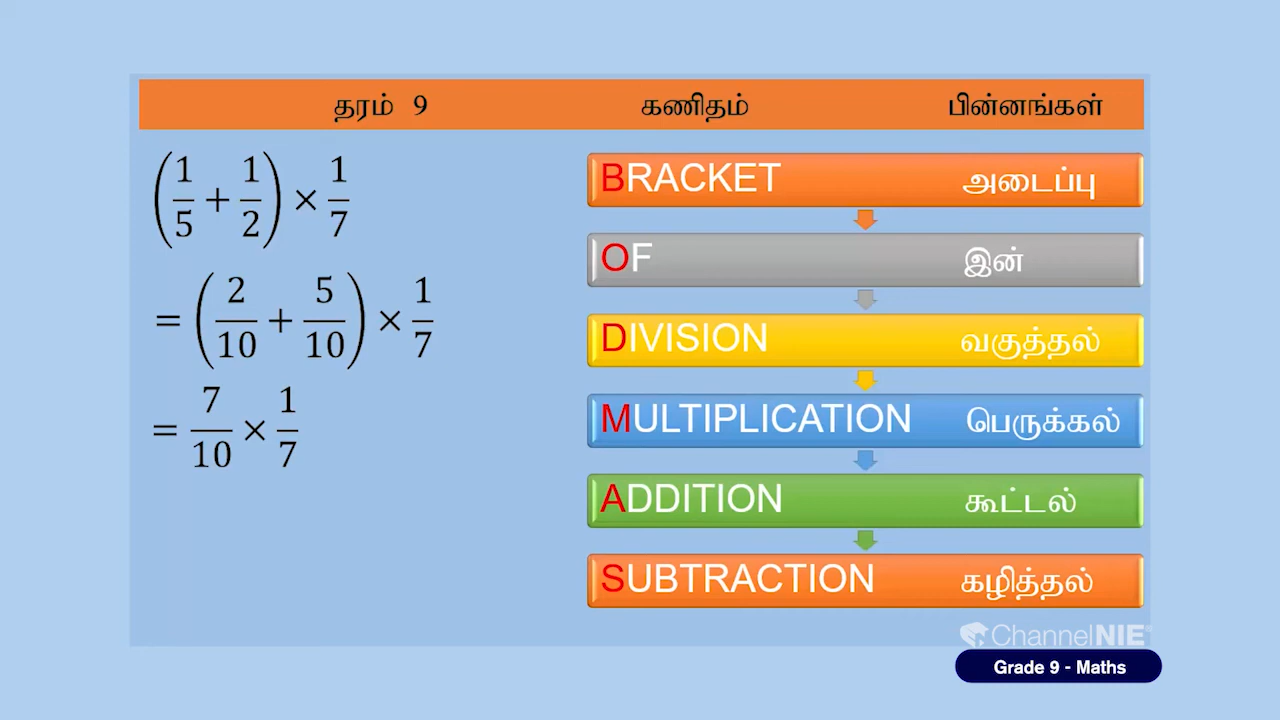 தரம் 9 கணிதம் பின்னங்கள்
(1/5 + 1/2) × 1/7
= (2/10 + 5/10) × 1/7
= 7/10 × 1/7
BRACKET அடைப்பு
OF இன்
DIVISION வகுத்தல்
MULTIPLICATION பெருக்கல்
ADDITION கூட்டல்
SUBTRACTION கழித்தல்
ChannelNIE
Grade 9 - Maths